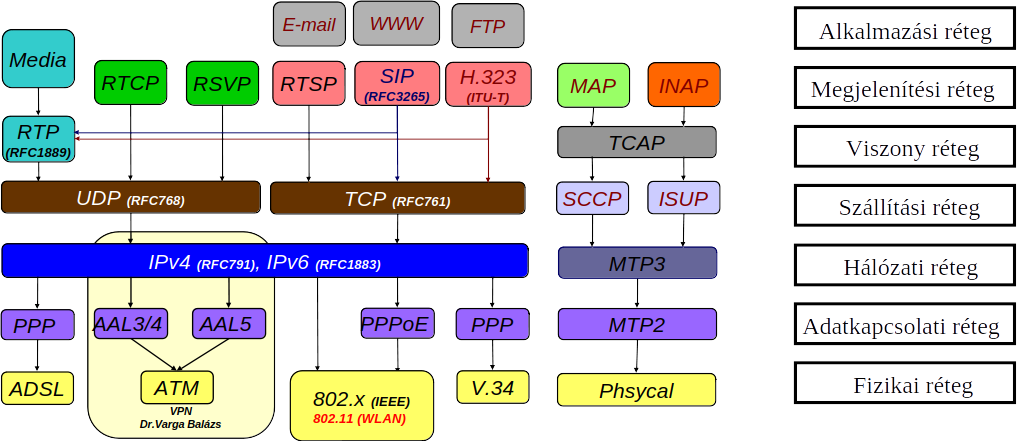 E-mail
WWW
FTP
Alkalmazási réteg
Media
RTCP
RSVP
RTSP
SIP
(RFC3265)
H.323
(ITU-T)
MAP
INAP
Megjelenítési réteg
RTP
(RFC1889)
TCAP
Viszony réteg
UDP (RFC768)
TCP (RFC761)
SCCP
ISUP
Szállítási réteg
IPv4 (RFC791), IPv6 (RFC1883)
MTP3
Hálózati réteg
PPP
AAL3/4
AAL5
PPPoE
PPP
MTP2
Adatkapcsolati réteg
ADSL
ATM
802.x (IEEE)
802.11 (WLAN)
V.34
Phsycal
Fizikai réteg
VPN
Dr.Varga Balázs